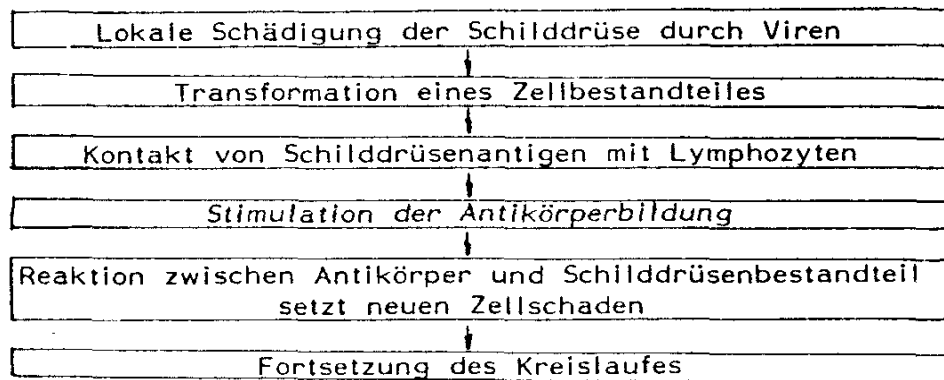 Lokale Schädigung der Schilddrüse durch Viren
Transformation eines Zellbestandteiles
Kontakt von Schilddrüsenantigen mit Lymphozyten
Stimulation der Antikörperbildung
Reaktion zwischen Antikörper und Schilddrüsenbestandteil
setzt neuen Zellschaden
Fortsetzung des Kreislaufes